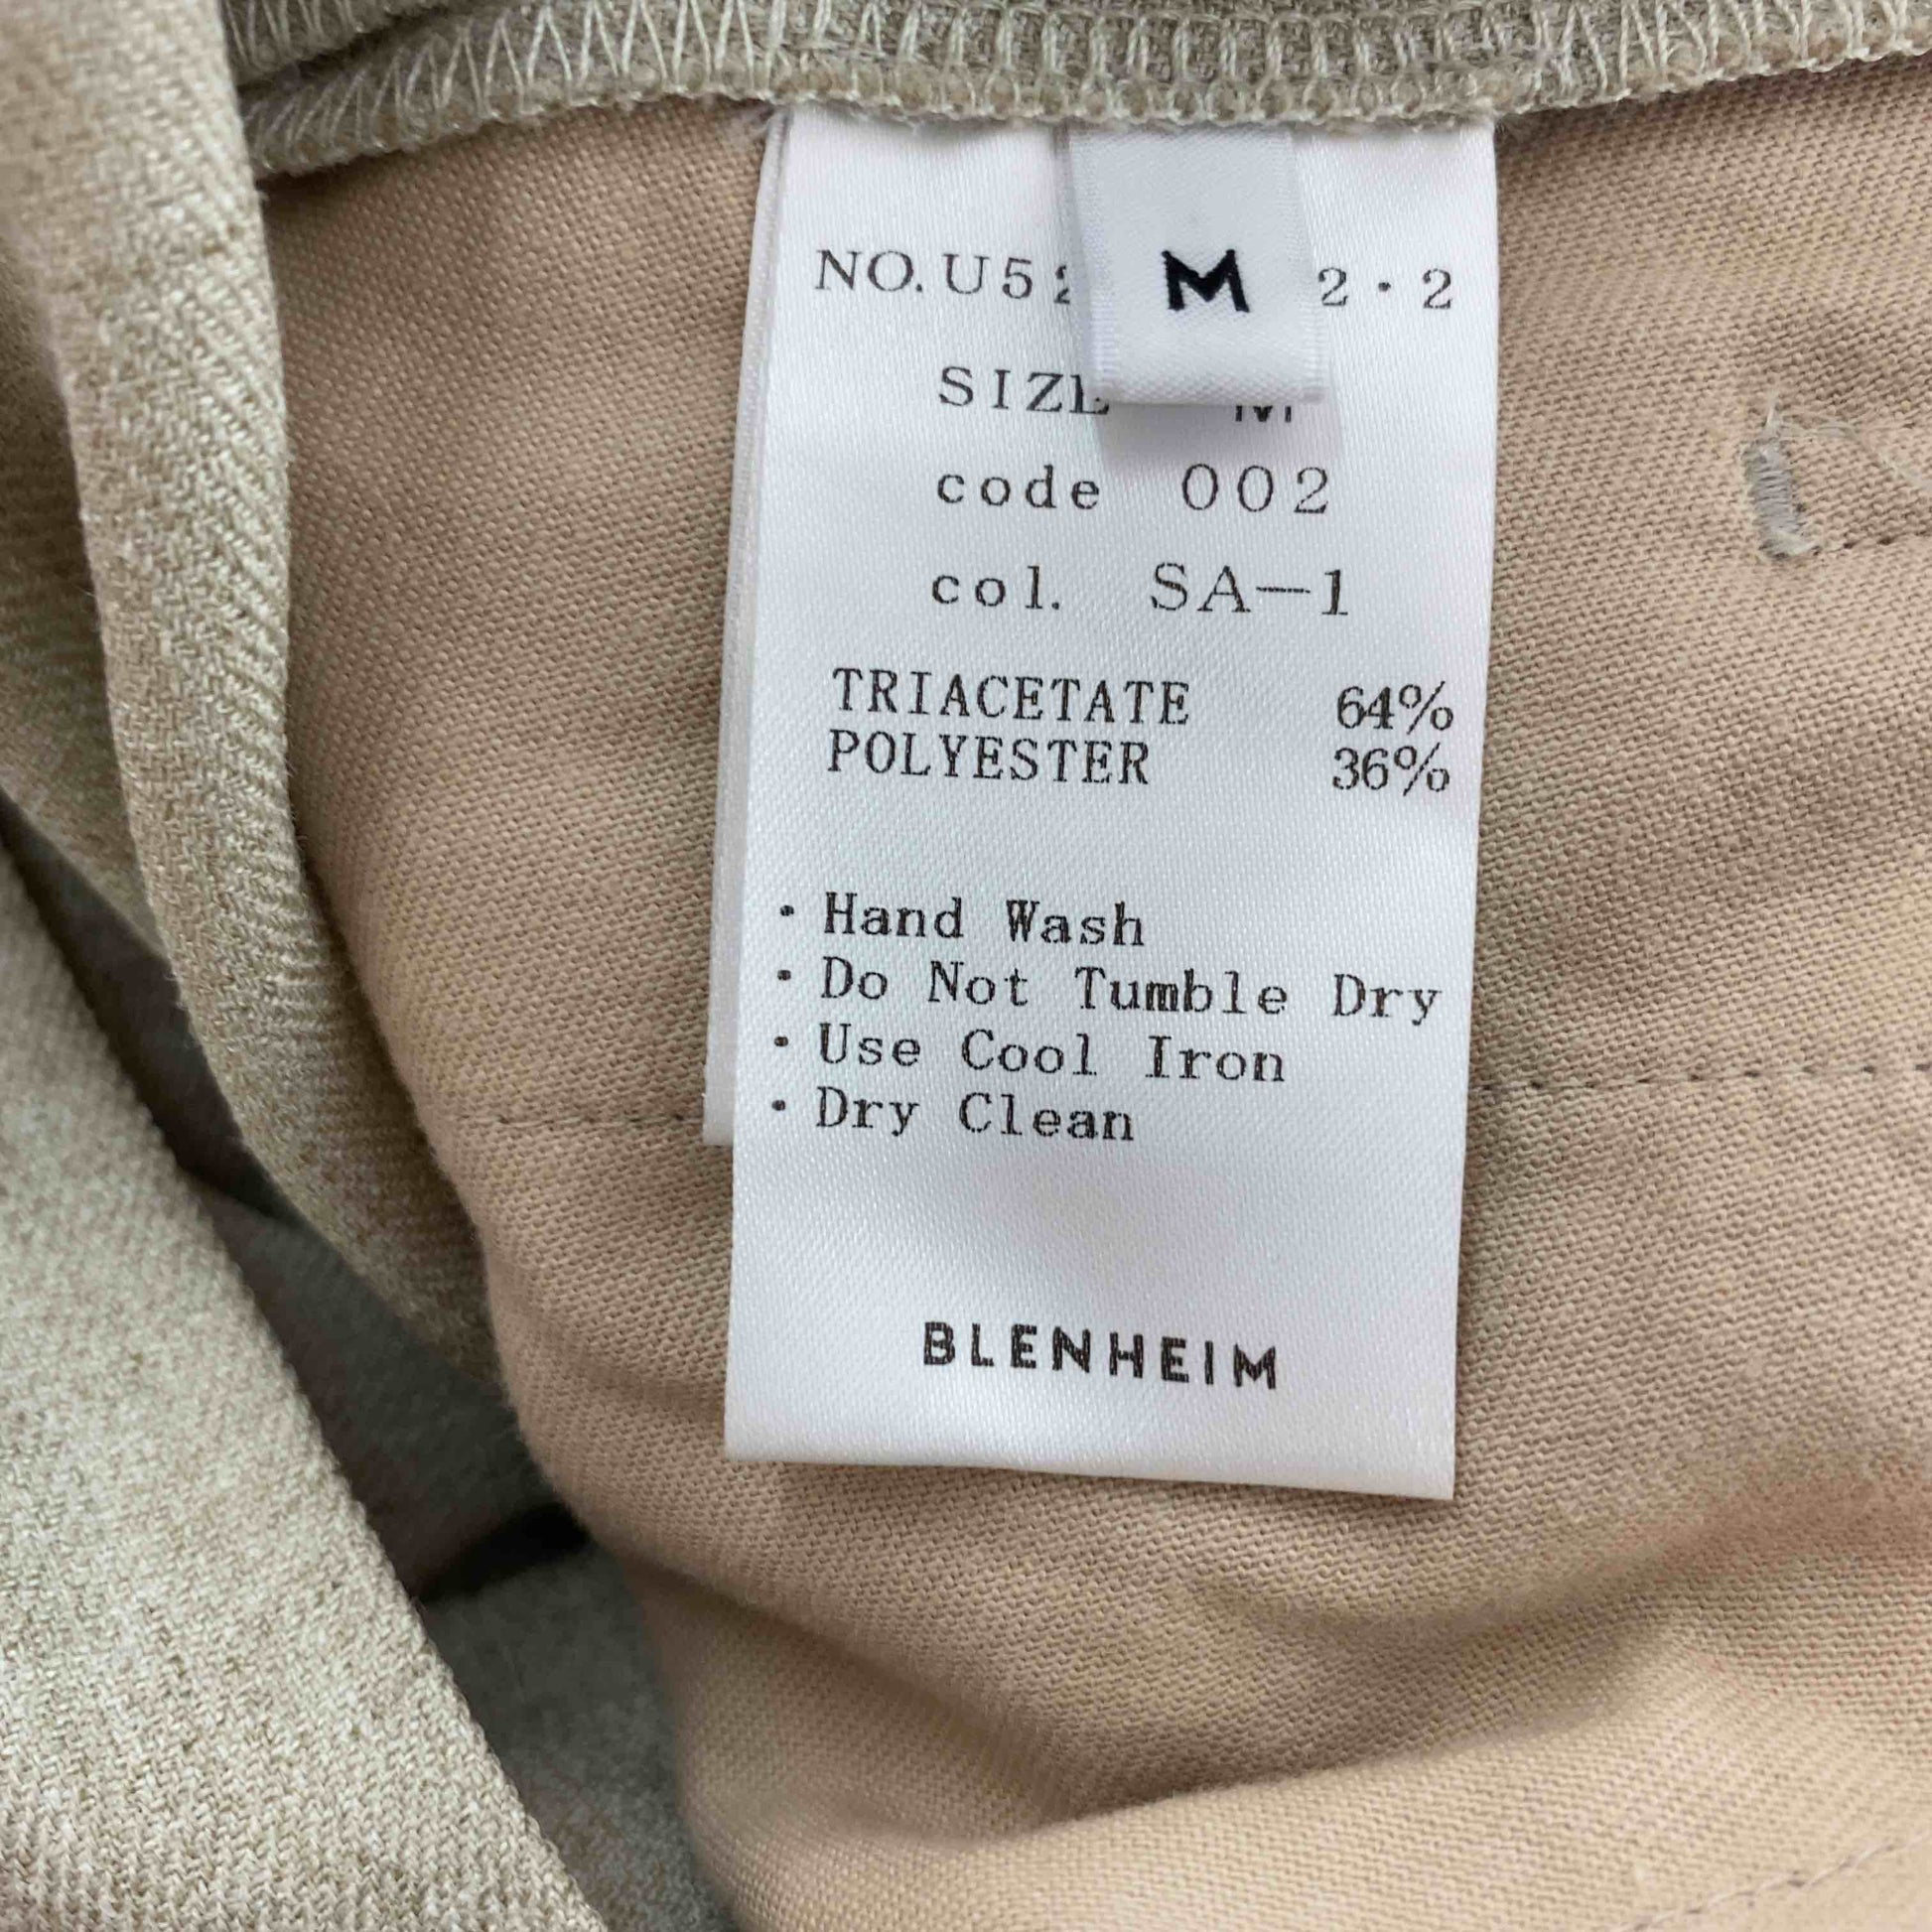 M
NO. U5 2・2
SIZE M
code 002
col. SA—1
TRIACETATE 64%
POLYESTER 36%
・Hand Wash
・Do Not Tumble Dry
・Use Cool Iron
・Dry Clean
BLENHEIM